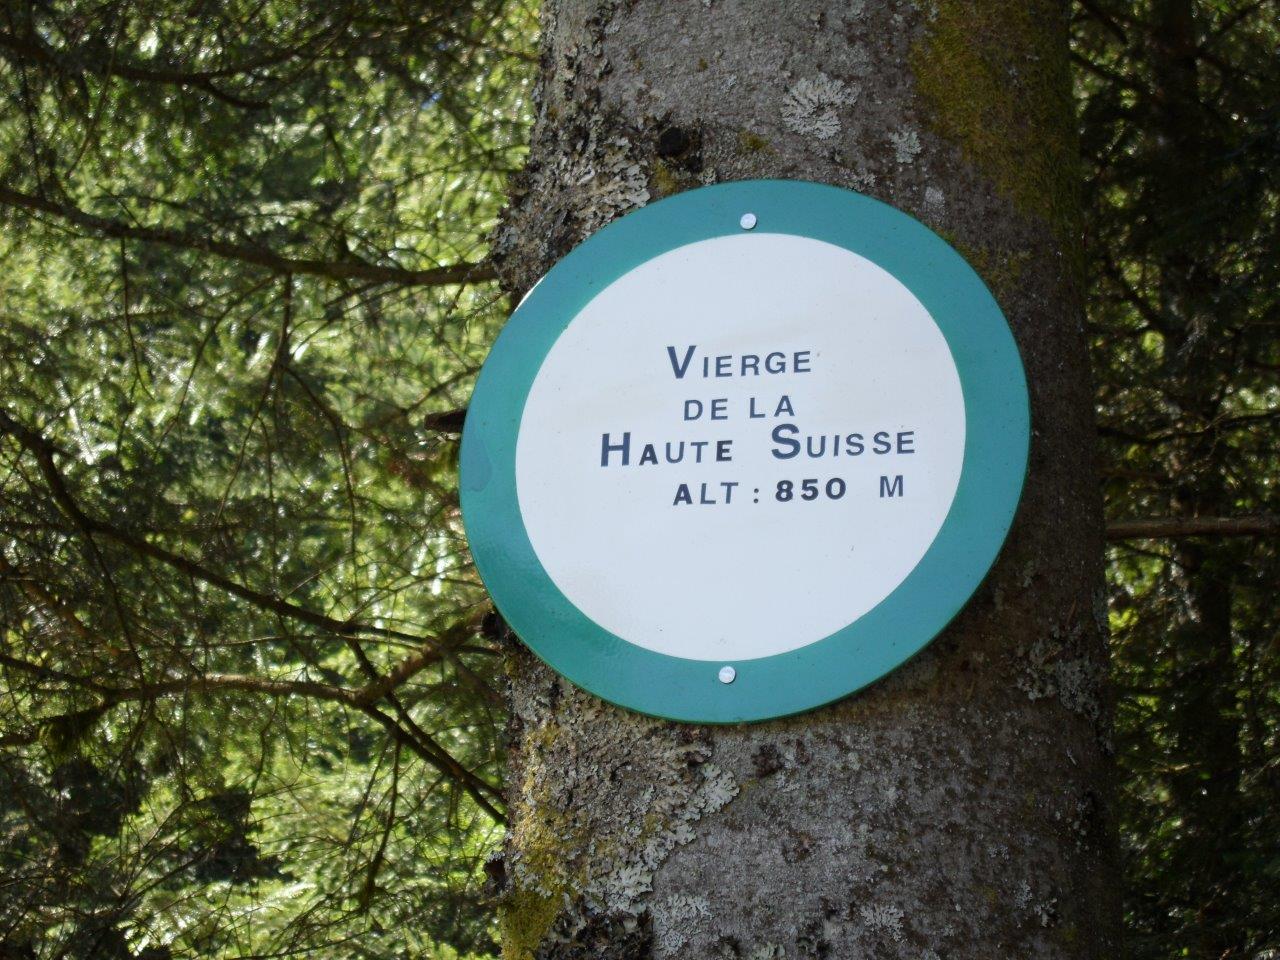 VIERGE
DE LA
HAUTE SUISSE
ALT : 850 M